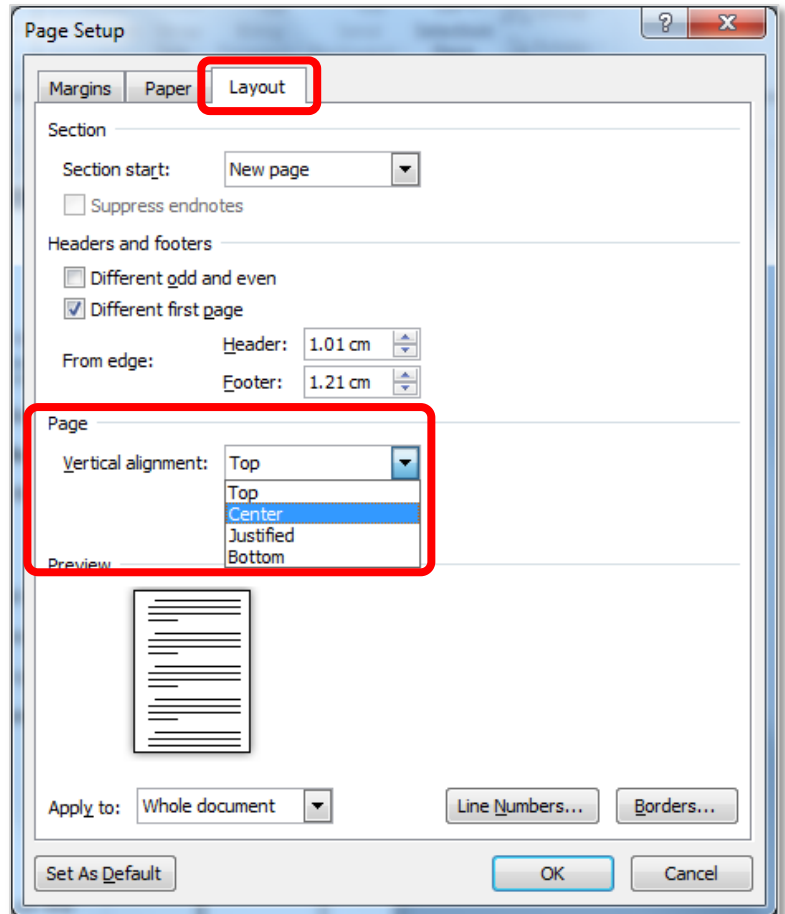 Page Setup
Margins Paper Layout
Section
Section start: New page
Suppress endnotes
Headers and footers
Different odd and even
Different first page
From edge:
Header: 1.01 cm
Footer: 1.21 cm
Page
Vertical alignment: Top
Top
Center
Justified
Bottom
Preview
Apply to: Whole document Line Numbers... Borders...
Set As Default OK Cancel